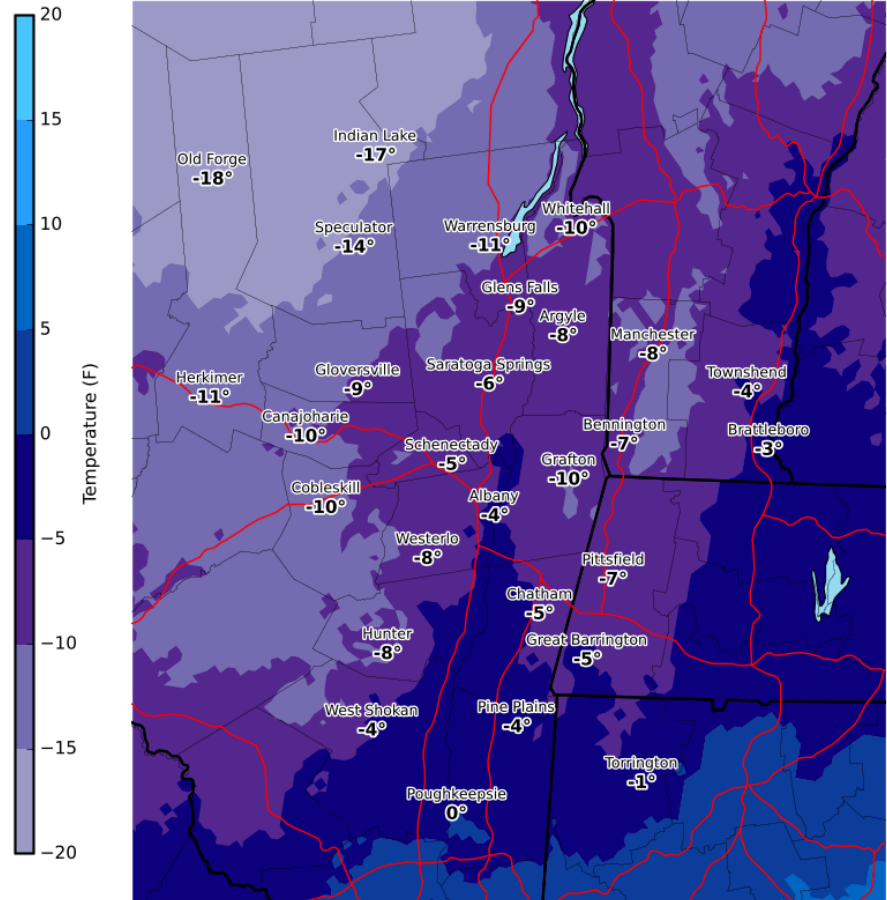 20
15
10
5
0
−5
−10
−15
−20
Temperature (F)
Indian Lake
-17°
Old Forge
-18°
Whitehall
-10°
Speculator
-14°
Warrensburg
-11°
Glens Falls
-9°
Argyle
-8°
Manchester
-8°
Saratoga Springs
-6°
Gloversville
-9°
Townshend
-4°
Herkimer
-11°
Canajoharie
-10°
Bennington
-7°
Brattleboro
-3°
Schenectady
-5°
Grafton
-10°
Cobleskill
-10°
Albany
-4°
Westerlo
-8°
Pittsfield
-7°
Chatham
-5°
Hunter
-8°
Great Barrington
-5°
West Shokan
-4°
Pine Plains
-4°
Torrington
-1°
Poughkeepsie
0°